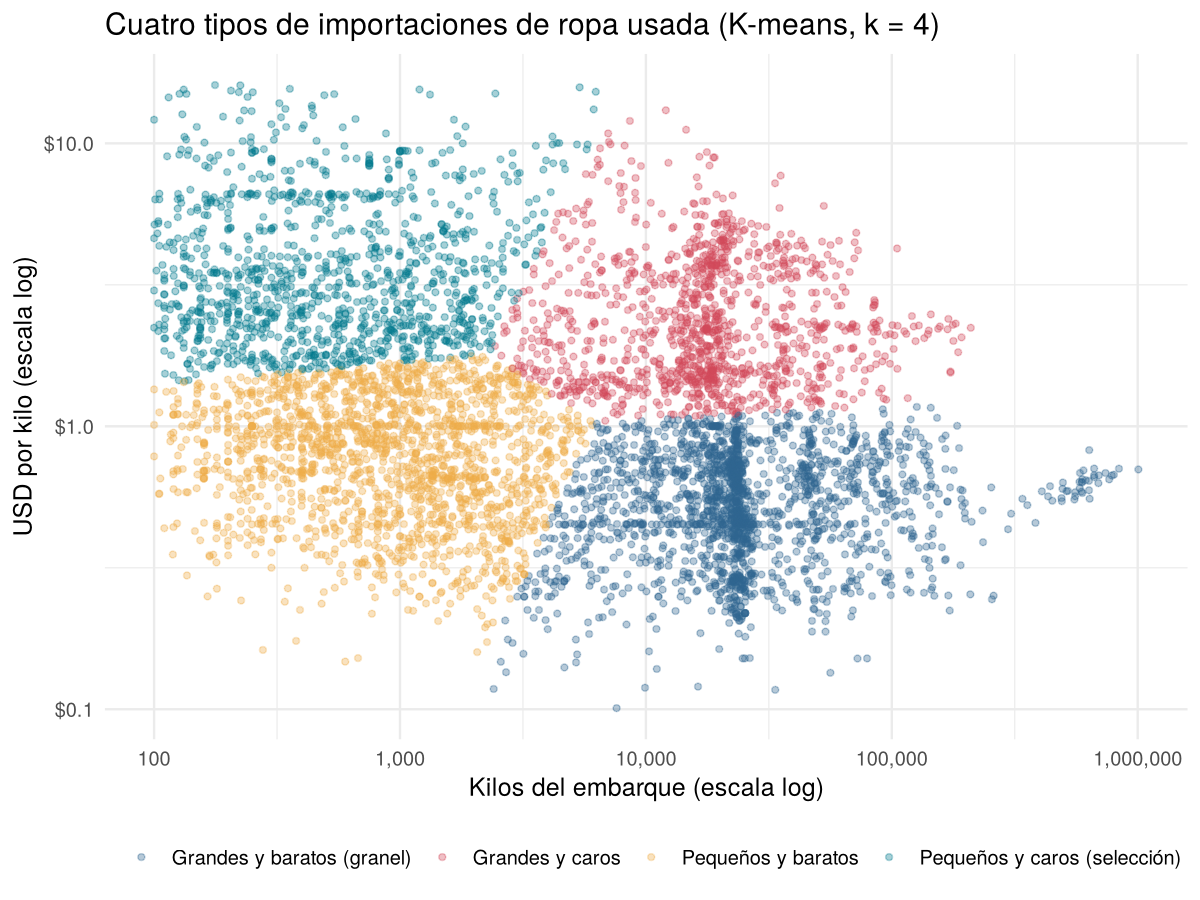 Cuatro tipos de importaciones de ropa usada (K-means, k = 4)
USD por kilo (escala log)
$10.0
$1.0
$0.1
100
1,000
10,000
100,000
1,000,000
Kilos del embarque (escala log)
Grandes y baratos (granel)
Grandes y caros
Pequeños y baratos
Pequeños y caros (selección)